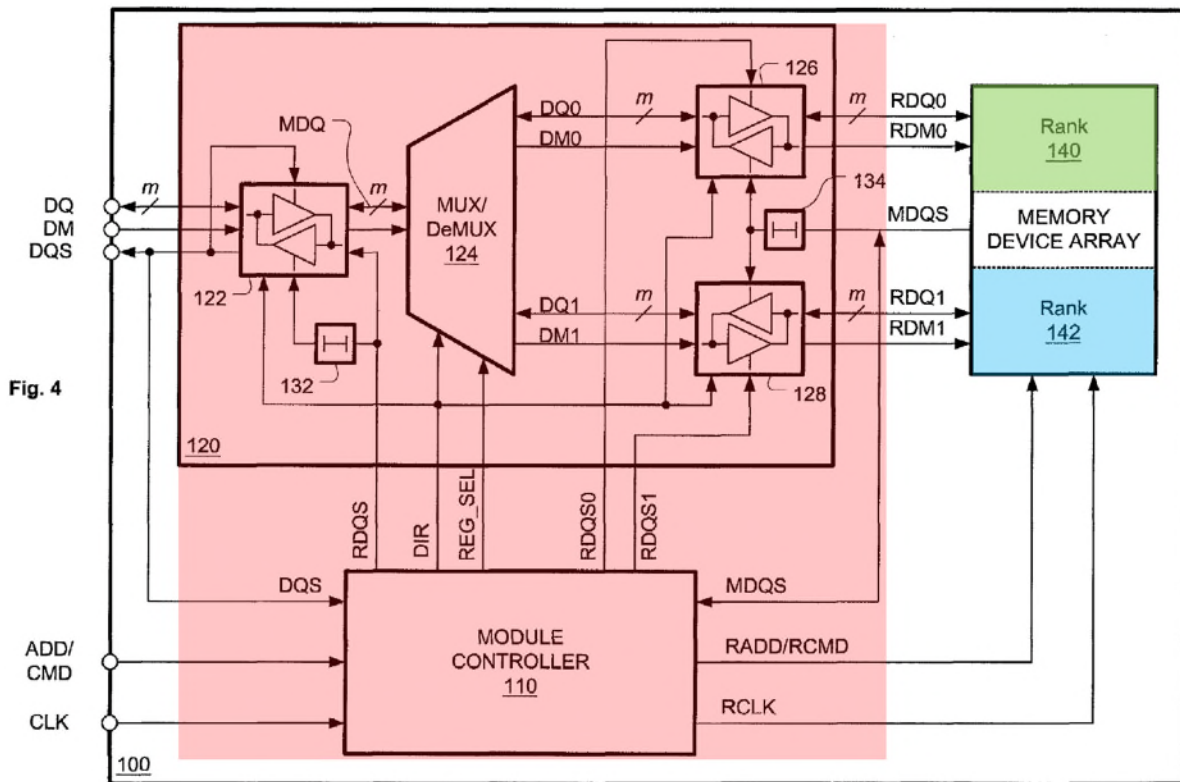 126
m
DQ0
m
RDQ0
MDQ
DM0
RDM0
Rank
140
134
m
m
DQ
DM
DQS
MUX/
DeMUX
124
MDQS
MEMORY
DEVICE ARRAY
122
DQ1
m
m
RDQ1
DM1
RDM1
Rank
142
132
128
Fig. 4
120
RDQS
DIR
REG_SEL
RDQS0
RDQS1
DQS
MDQS
ADD/
CMD
MODULE
CONTROLLER
110
RADD/RCMD
CLK
RCLK
100